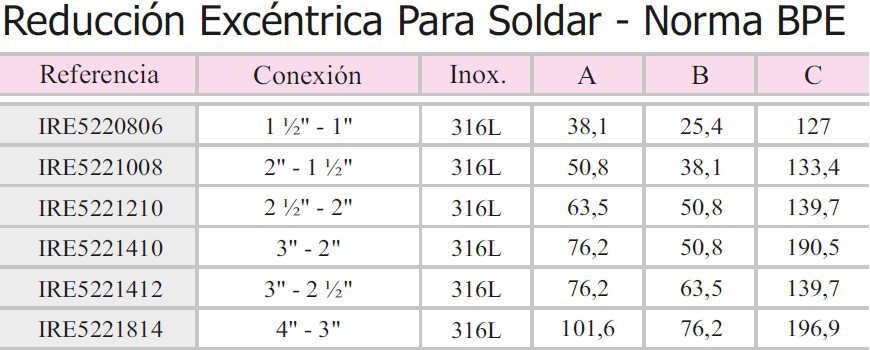 Reducción Excéntrica Para Soldar - Norma BPE
Referencia Conexión Inox. A B C
IRE5220806 1 ½" - 1" 316L 38,1 25,4 127
IRE5221008 2" - 1 ½" 316L 50,8 38,1 133,4
IRE5221210 2 ½" - 2" 316L 63,5 50,8 139,7
IRE5221410 3" - 2" 316L 76,2 50,8 190,5
IRE5221412 3" - 2 ½" 316L 76,2 63,5 139,7
IRE5221814 4" - 3" 316L 101,6 76,2 196,9